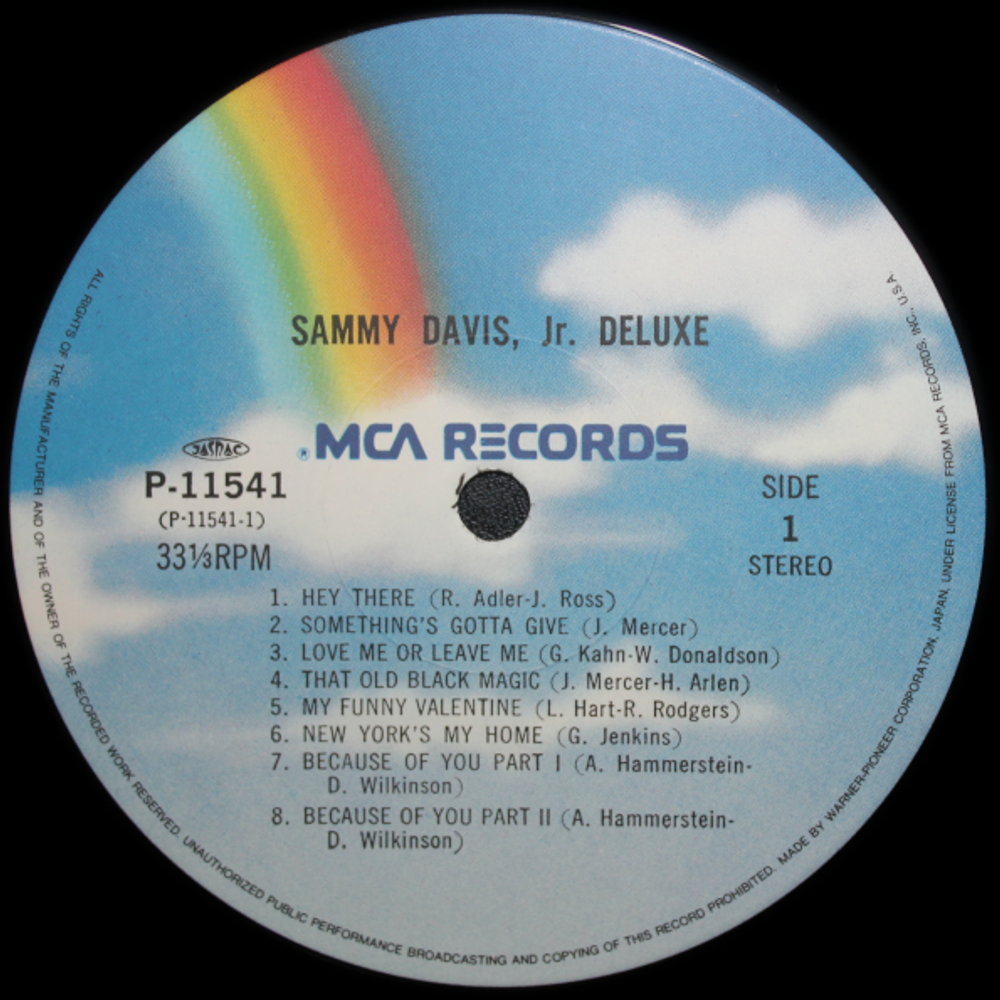 SAMMY DAVIS, Jr. DELUXE
® MCA RECORDS
JASRAC
P-11541
(P-11541-1)
33⅓RPM
SIDE
1
STEREO
1. HEY THERE (R. Adler-J. Ross)
2. SOMETHING'S GOTTA GIVE (J. Mercer)
3. LOVE ME OR LEAVE ME (G. Kahn-W. Donaldson)
4. THAT OLD BLACK MAGIC (J. Mercer-H. Arlen)
5. MY FUNNY VALENTINE (L. Hart-R. Rodgers)
6. NEW YORK'S MY HOME (G. Jenkins)
7. BECAUSE OF YOU PART I (A. Hammerstein-
D. Wilkinson)
8. BECAUSE OF YOU PART II (A. Hammerstein-
D. Wilkinson)
ALL RIGHTS OF THE MANUFACTURER AND OF THE OWNER OF THE RECORDED WORK RESERVED. UNAUTHORIZED PUBLIC PERFORMANCE BROADCASTING AND COPYING OF THIS RECORD PROHIBITED. MADE BY WARNER-PIONEER CORPORATION, JAPAN, UNDER LICENSE FROM MCA RECORDS, INC., U.S.A.